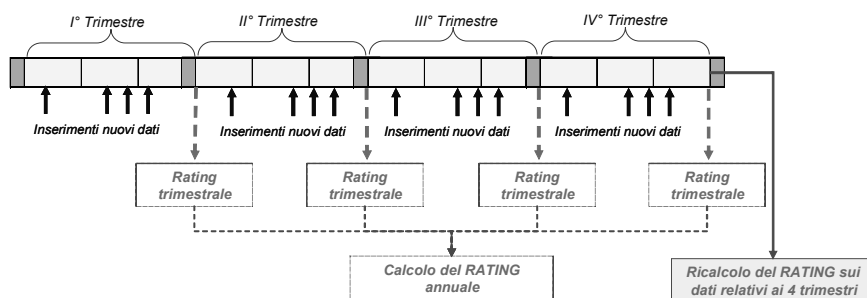 I° Trimestre
II° Trimestre
III° Trimestre
IV° Trimestre
Inserimenti nuovi dati
Inserimenti nuovi dati
Inserimenti nuovi dati
Inserimenti nuovi dati
Rating
trimestrale
Rating
trimestrale
Rating
trimestrale
Rating
trimestrale
Calcolo del RATING
annuale
Ricalcolo del RATING sui
dati relativi ai 4 trimestri